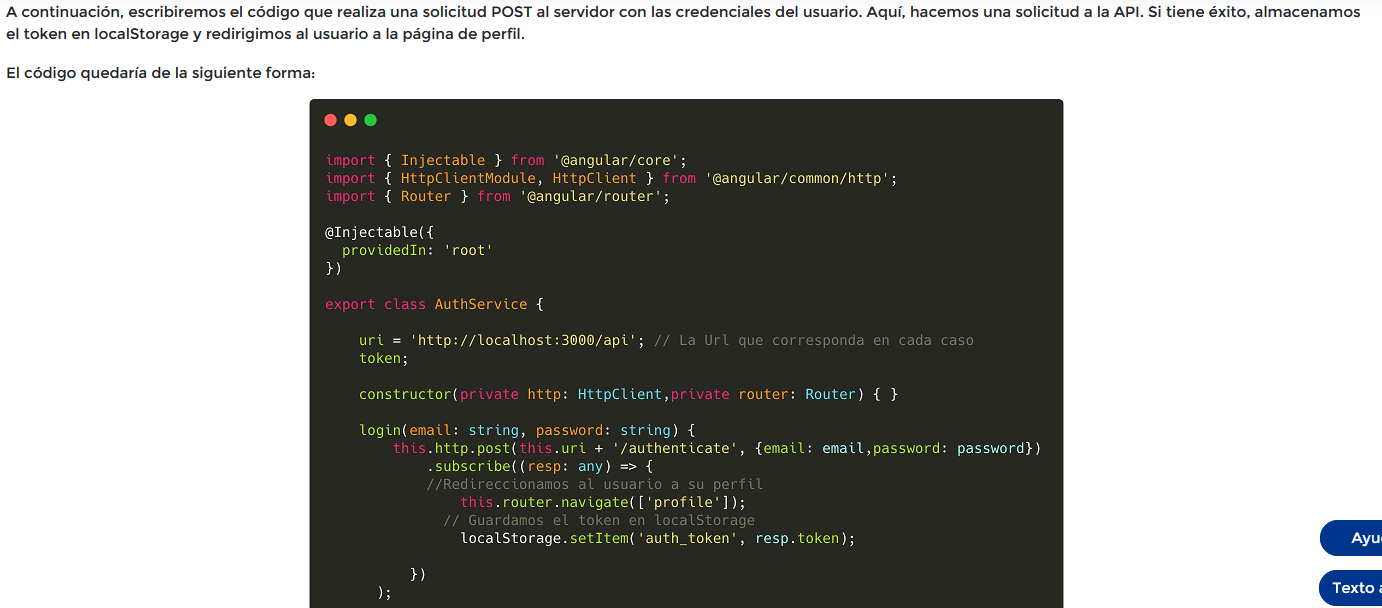 A continuación, escribiremos el código que realiza una solicitud POST al servidor con las credenciales del usuario. Aquí, hacemos una solicitud a la API. Si tiene éxito, almacenamos
el token en localStorage y redirigimos al usuario a la página de perfil.
El código quedaría de la siguiente forma:
import { Injectable } from '@angular/core';
import { HttpClientModule, HttpClient } from '@angular/common/http';
import { Router } from '@angular/router';
@Injectable({
  providedIn: 'root'
})
export class AuthService {
    uri = 'http://localhost:3000/api'; // La Url que corresponda en cada caso
    token;
    constructor(private http: HttpClient,private router: Router) { }
    login(email: string, password: string) {
        this.http.post(this.uri + '/authenticate', {email: email,password: password})
            .subscribe((resp: any) => {
            //Redireccionamos al usuario a su perfil
                this.router.navigate(['profile']);
              // Guardamos el token en localStorage
                localStorage.setItem('auth_token', resp.token);
          })
      );
Ayu
Texto